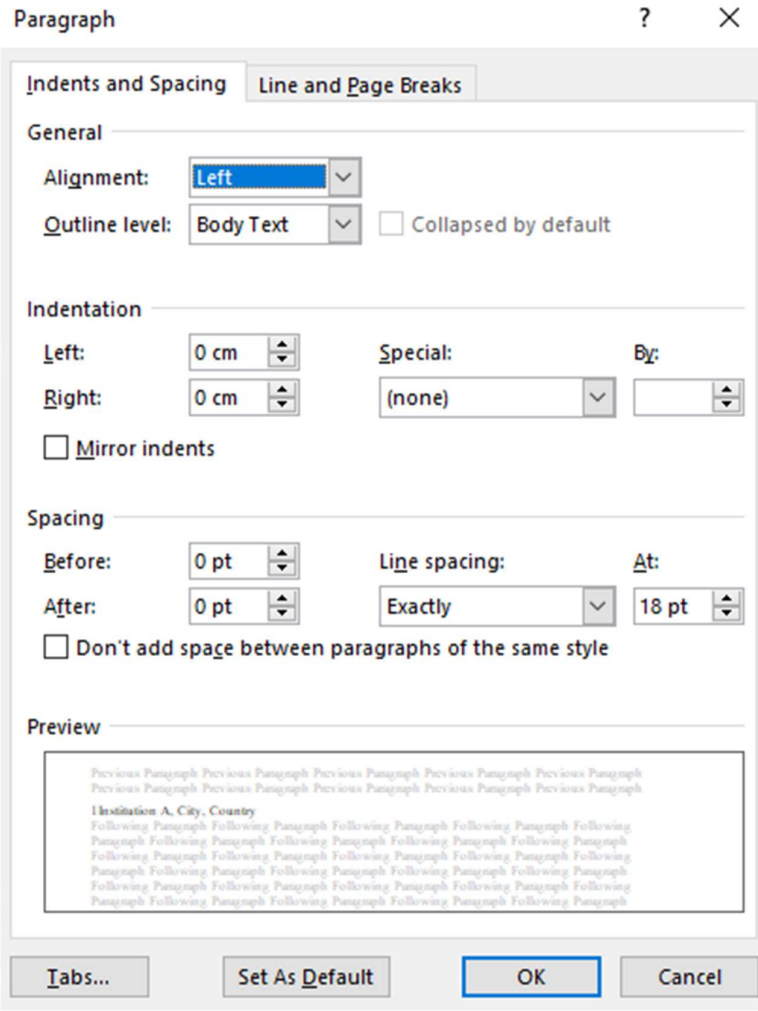 Paragraph ? ×
Indents and Spacing Line and Page Breaks
General
Alignment: Left
Outline level: Body Text Collapsed by default
Indentation
Left: 0 cm Special: By:
Right: 0 cm (none)
Mirror indents
Spacing
Before: 0 pt Line spacing: At:
After: 0 pt Exactly 18 pt
Don't add space between paragraphs of the same style
Preview
Previous Paragraph Previous Paragraph Previous Paragraph Previous Paragraph Previous Paragraph
Previous Paragraph Previous Paragraph Previous Paragraph Previous Paragraph Previous Paragraph
1Institution A, City, Country
Following Paragraph Following Paragraph Following Paragraph Following Paragraph Following
Paragraph Following Paragraph Following Paragraph Following Paragraph Following Paragraph
Following Paragraph Following Paragraph Following Paragraph Following Paragraph Following
Paragraph Following Paragraph Following Paragraph Following Paragraph Following Paragraph
Following Paragraph Following Paragraph Following Paragraph Following Paragraph Following
Paragraph Following Paragraph Following Paragraph Following Paragraph Following Paragraph
Tabs... Set As Default OK Cancel